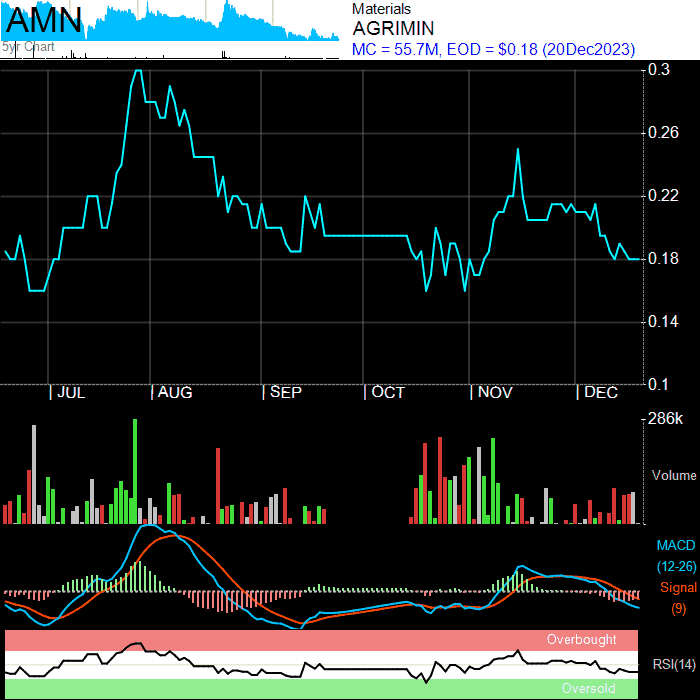 AMN
5yr Chart
Materials
AGRIMIN
MC = 55.7M, EOD = $0.18 (20Dec2023)
0.3
0.26
0.22
0.18
0.14
0.1
JUL
AUG
SEP
OCT
NOV
DEC
286k
Volume
MACD
(12-26)
Signal
(9)
Overbought
RSI(14)
Oversold